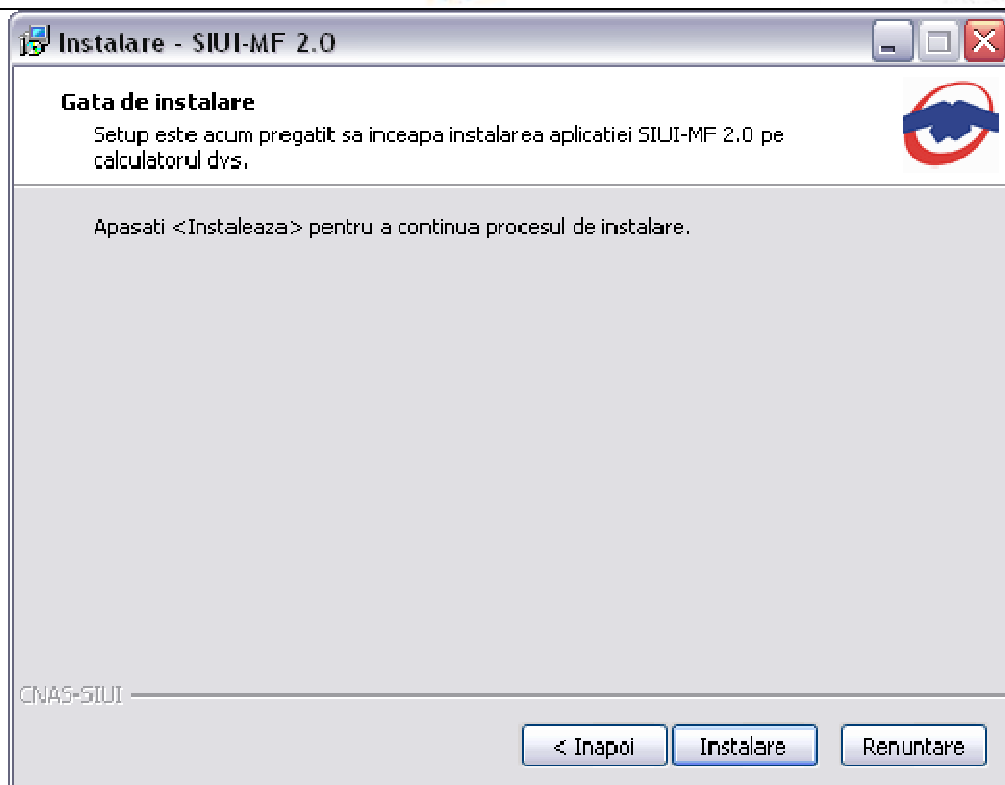 Instalare - SIUI-MF 2.0
Gata de instalare
Setup este acum pregatit sa inceapa instalarea aplicatiei SIUI-MF 2.0 pe
calculatorul dvs.
Apasati <Instaleaza> pentru a continua procesul de instalare.
CNAS-SIUI
< Inapoi
Instalare
Renuntare